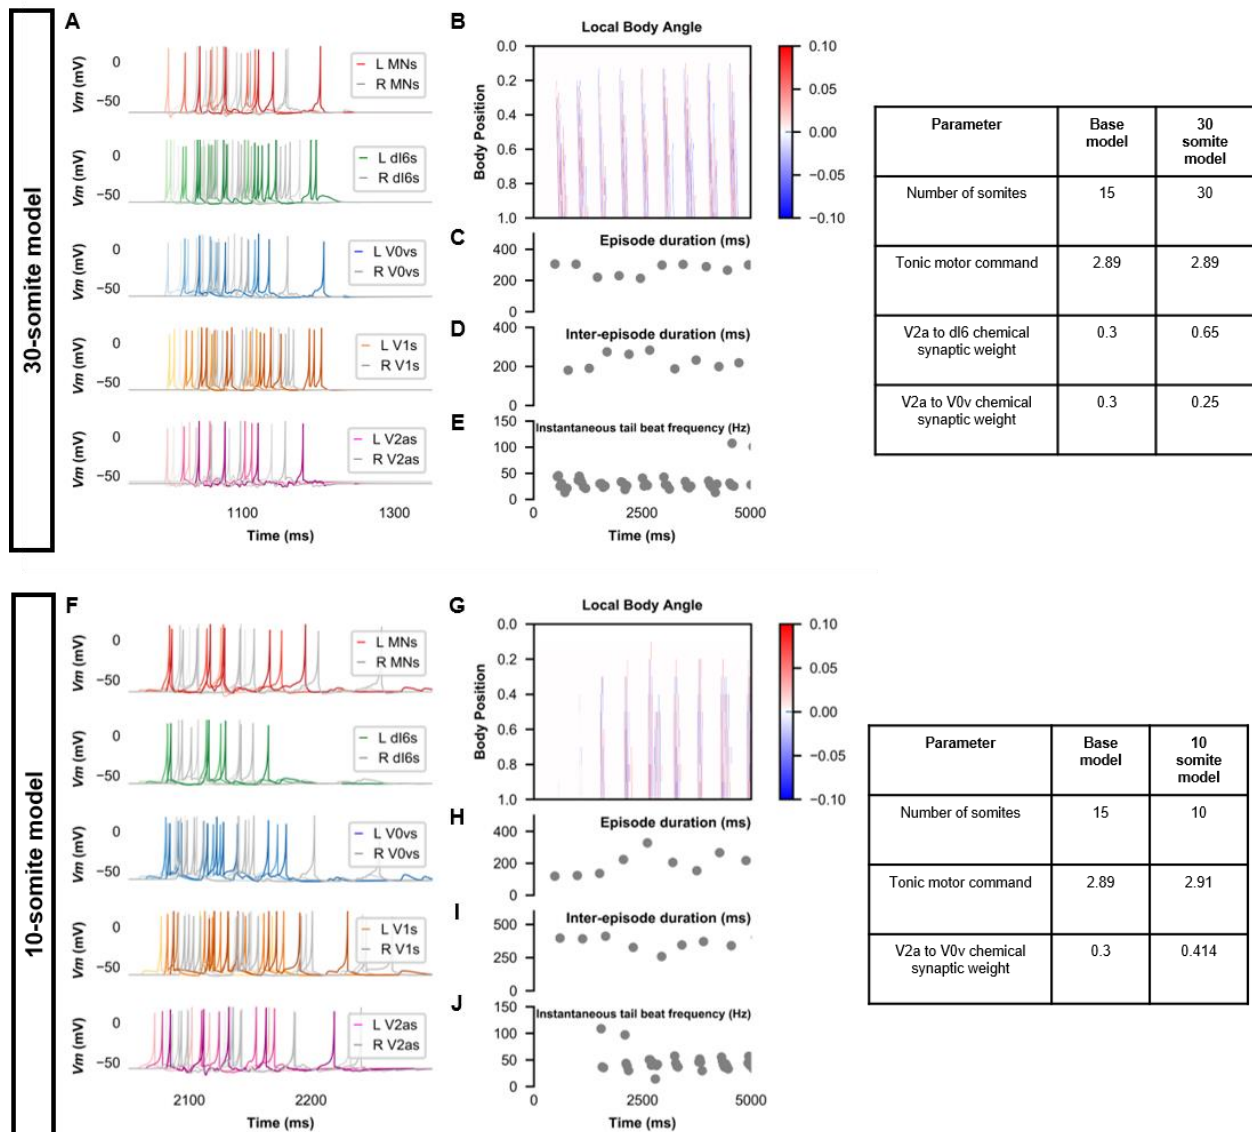 30-somite model
A
Vm (mV)
0
−50
L MNs
R MNs
Vm (mV)
0
−50
L dI6s
R dI6s
Vm (mV)
0
−50
L V0vs
R V0vs
Vm (mV)
0
−50
L V1s
R V1s
Vm (mV)
0
−50
L V2as
R V2as
1100
1300
Time (ms)
B
Local Body Angle
Body Position
0.0
0.2
0.4
0.6
0.8
1.0
0.10
0.05
0.00
−0.05
−0.10
C
Episode duration (ms)
400
200
0
D
Inter-episode duration (ms)
400
200
0
E
Instantaneous tail beat frequency (Hz)
150
100
50
0
0
2500
5000
Time (ms)
Parameter
Base
model
30
somite
model
Number of somites
15
30
Tonic motor command
2.89
2.89
V2a to dI6 chemical
synaptic weight
0.3
0.65
V2a to V0v chemical
synaptic weight
0.3
0.25
10-somite model
F
Vm (mV)
0
−50
L MNs
R MNs
Vm (mV)
0
−50
L dI6s
R dI6s
Vm (mV)
0
−50
L V0vs
R V0vs
Vm (mV)
0
−50
L V1s
R V1s
Vm (mV)
0
−50
L V2as
R V2as
2100
2200
Time (ms)
G
Local Body Angle
Body Position
0.0
0.2
0.4
0.6
0.8
1.0
0.10
0.05
0.00
−0.05
−0.10
H
Episode duration (ms)
400
200
0
I
Inter-episode duration (ms)
500
250
0
J
Instantaneous tail beat frequency (Hz)
150
100
50
0
0
2500
5000
Time (ms)
Parameter
Base
model
10
somite
model
Number of somites
15
10
Tonic motor command
2.89
2.91
V2a to V0v chemical
synaptic weight
0.3
0.414